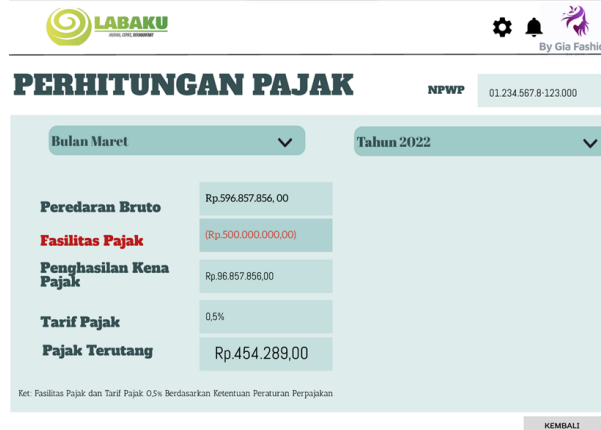 LABAKU
By Gia Fashio
PERHITUNGAN PAJAK
NPWP
01.234.567.8-123.000
Bulan Maret
Tahun 2022
Peredaran Bruto
Rp.596.857.856, 00
Fasilitas Pajak
(Rp.500.000.000,00)
Penghasilan Kena
Pajak
Rp.96.857.856,00
Tarif Pajak
0,5%
Pajak Terutang
Rp.454.289,00
Ket: Fasilitas Pajak dan Tarif Pajak 0,5% Berdasarkan Ketentuan Peraturan Perpajakan
KEMBALI